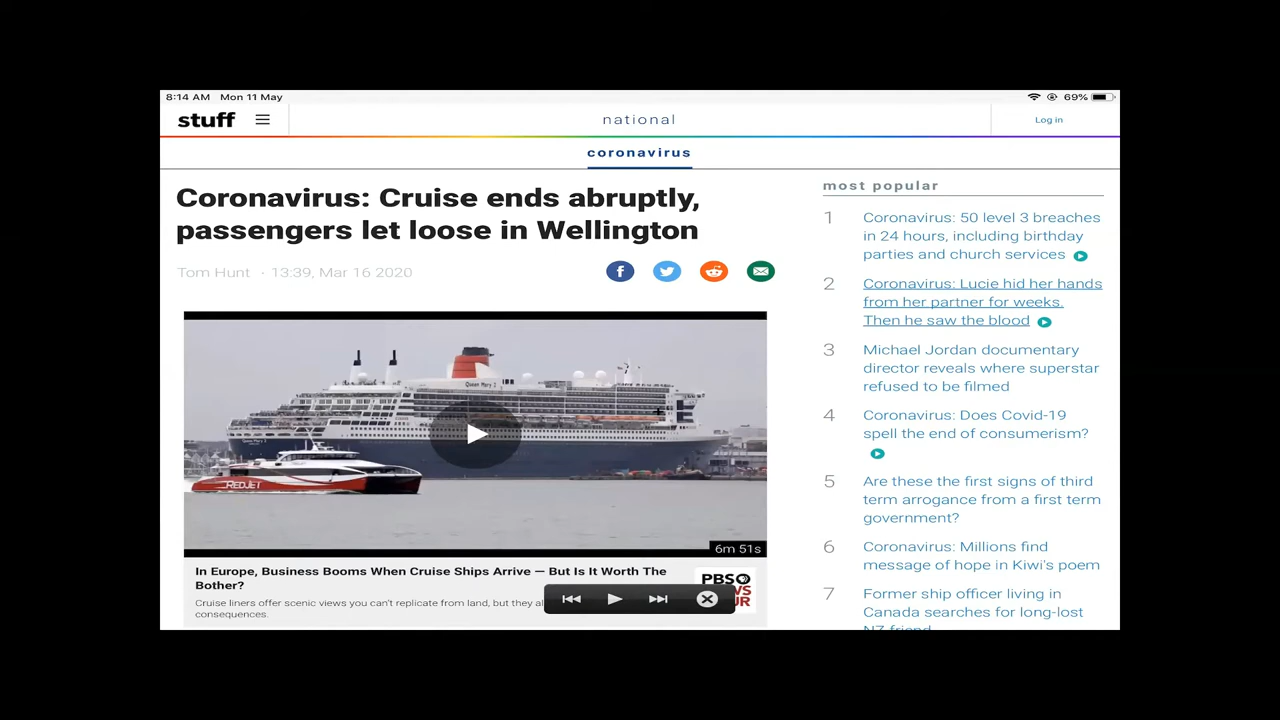 8:14 AM Mon 11 May
69%
stuff
national
Log in
coronavirus
Coronavirus: Cruise ends abruptly,
passengers let loose in Wellington
Tom Hunt · 13:39, Mar 16 2020
Queen Mary 2
Queen Mary 2
REDJET
6m 51s
In Europe, Business Booms When Cruise Ships Arrive — But Is It Worth The
Bother?
Cruise liners offer scenic views you can't replicate from land, but they al
consequences.
PBS
most popular
1
Coronavirus: 50 level 3 breaches
in 24 hours, including birthday
parties and church services
2
Coronavirus: Lucie hid her hands
from her partner for weeks.
Then he saw the blood
3
Michael Jordan documentary
director reveals where superstar
refused to be filmed
4
Coronavirus: Does Covid-19
spell the end of consumerism?
5
Are these the first signs of third
term arrogance from a first term
government?
6
Coronavirus: Millions find
message of hope in Kiwi's poem
7
Former ship officer living in
Canada searches for long-lost
NZ friend